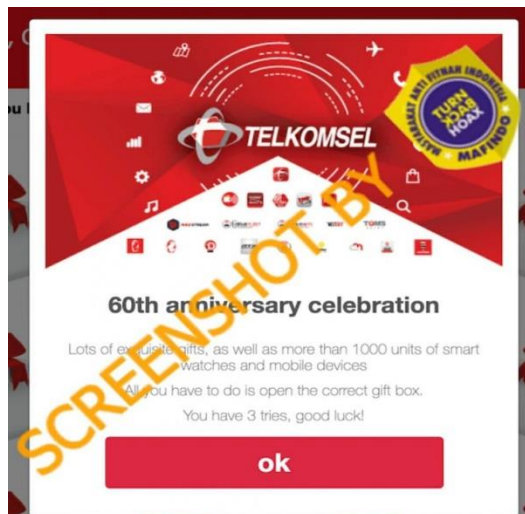 TELKOMSEL
MASYARAKAT ANTI FITNAH INDONESIA
TURN
BACK
HOAX
MAFINDO
SCREENSHOT BY
60th anniversary celebration
Lots of exquisite gifts, as well as more than 1000 units of smart
watches and mobile devices
All you have to do is open the correct gift box.
You have 3 tries, good luck!
ok